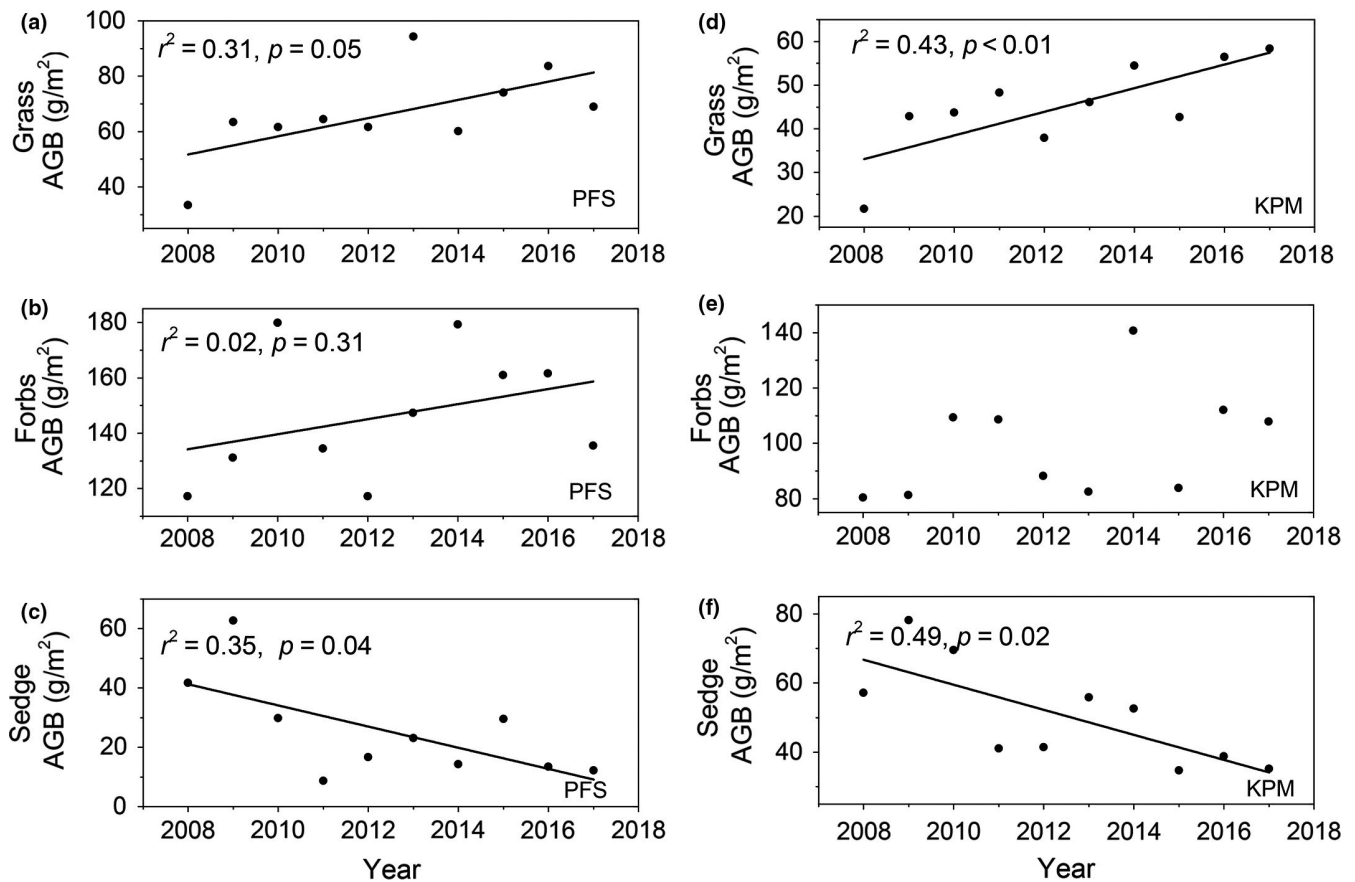 (a)
100
80
60
40
Grass
AGB (g/m²)
r² = 0.31, p = 0.05
PFS
2008 2010 2012 2014 2016 2018
(b)
180
160
140
120
Forbs
AGB (g/m²)
r² = 0.02, p = 0.31
PFS
2008 2010 2012 2014 2016 2018
(c)
60
40
20
0
Sedge
AGB (g/m²)
r² = 0.35, p = 0.04
PFS
2008 2010 2012 2014 2016 2018
Year
(d)
60
50
40
30
20
Grass
AGB (g/m²)
r² = 0.43, p < 0.01
KPM
2008 2010 2012 2014 2016 2018
(e)
140
120
100
80
Forbs
AGB (g/m²)
KPM
2008 2010 2012 2014 2016 2018
(f)
80
60
40
Sedge
AGB (g/m²)
r² = 0.49, p = 0.02
KPM
2008 2010 2012 2014 2016 2018
Year